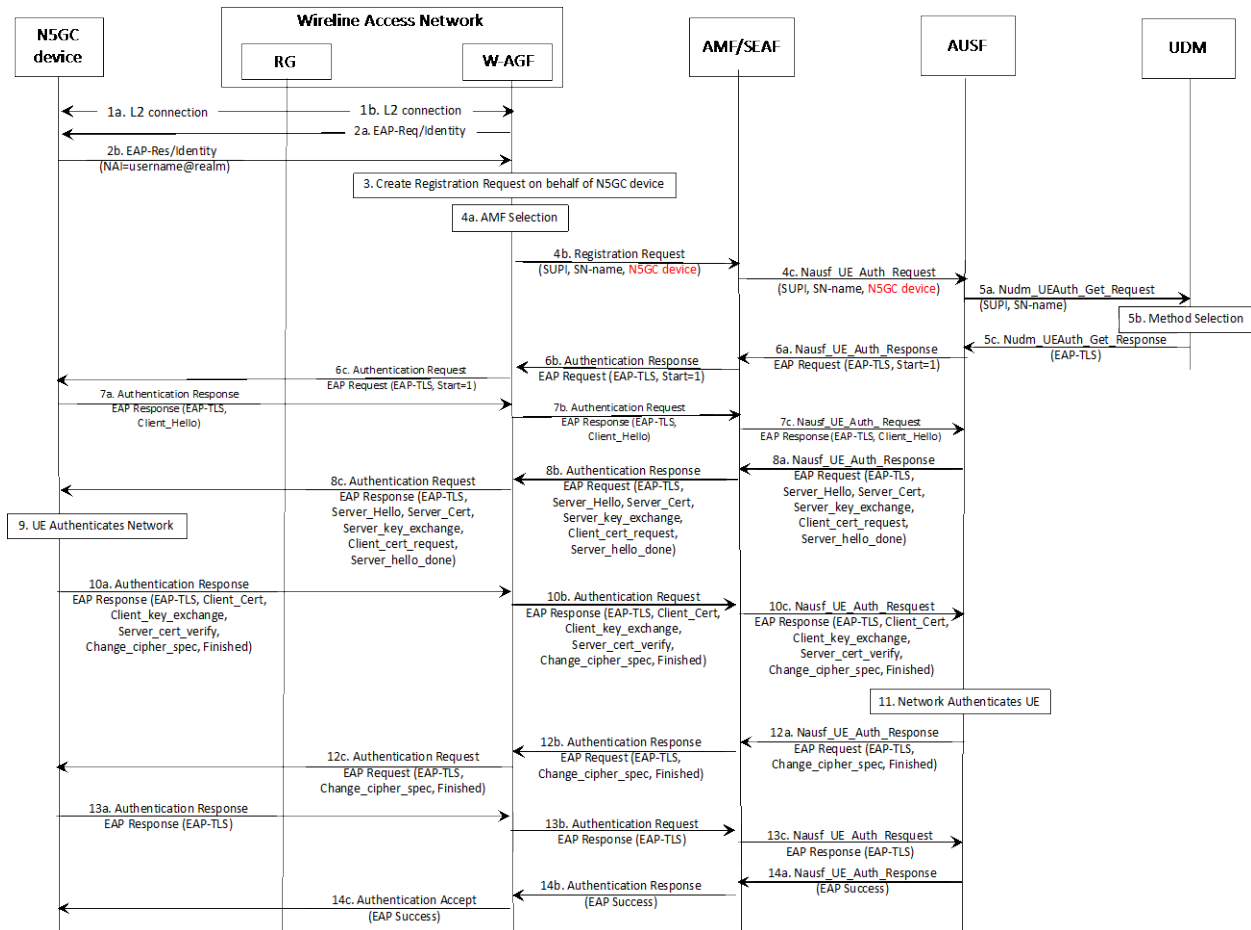 Wireline Access Network
N5GC
device
RG
W-AGF
AMF/SEAF
AUSF
UDM
1a. L2 connection
1b. L2 connection
2a. EAP-Req/Identity
2b. EAP-Res/Identity
(NAI=username@realm)
3. Create Registration Request on behalf of N5GC device
4a. AMF Selection
4b. Registration Request
(SUPI, SN-name, N5GC device)
4c. Nausf_UE_Auth_Request
(SUPI, SN-name, N5GC device)
5a. Nudm_UEAuth_Get_Request
(SUPI, SN-name)
5b. Method Selection
5c. Nudm_UEAuth_Get_Response
(EAP-TLS)
6a. Nausf_UE_Auth_Response
EAP Request (EAP-TLS, Start=1)
6b. Authentication Response
EAP Request (EAP-TLS, Start=1)
6c. Authentication Request
EAP Request (EAP-TLS, Start=1)
7a. Authentication Response
EAP Response (EAP-TLS,
Client_Hello)
7b. Authentication Request
EAP Response (EAP-TLS,
Client_Hello)
7c. Nausf_UE_Auth_ Request
EAP Response (EAP-TLS, Client_Hello)
8a. Nausf_UE_Auth_Response
EAP Request (EAP-TLS,
Server_Hello, Server_Cert,
Server_key_exchange,
Client_cert_request,
Server_hello_done)
8b. Authentication Response
EAP Request (EAP-TLS,
Server_Hello, Server_Cert,
Server_key_exchange,
Client_cert_request,
Server_hello_done)
8c. Authentication Request
EAP Response (EAP-TLS,
Server_Hello, Server_Cert,
Server_key_exchange,
Client_cert_request,
Server_hello_done)
9. UE Authenticates Network
10a. Authentication Response
EAP Response (EAP-TLS, Client_Cert,
Client_key_exchange,
Server_cert_verify,
Change_cipher_spec, Finished)
10b. Authentication Request
EAP Response (EAP-TLS, Client_Cert,
Client_key_exchange,
Server_cert_verify,
Change_cipher_spec, Finished)
10c. Nausf_UE_Auth_Resquest
EAP Response (EAP-TLS, Client_Cert,
Client_key_exchange,
Server_cert_verify,
Change_cipher_spec, Finished)
11. Network Authenticates UE
12a. Nausf_UE_Auth_Response
EAP Request (EAP-TLS,
Change_cipher_spec, Finished)
12b. Authentication Response
EAP Request (EAP-TLS,
Change_cipher_spec, Finished)
12c. Authentication Request
EAP Request (EAP-TLS,
Change_cipher_spec, Finished)
13a. Authentication Response
EAP Response (EAP-TLS)
13b. Authentication Request
EAP Response (EAP-TLS)
13c. Nausf_UE_Auth_Resquest
EAP Response (EAP-TLS)
14a. Nausf_UE_Auth_Response
(EAP Success)
14b. Authentication Response
(EAP Success)
14c. Authentication Accept
(EAP Success)